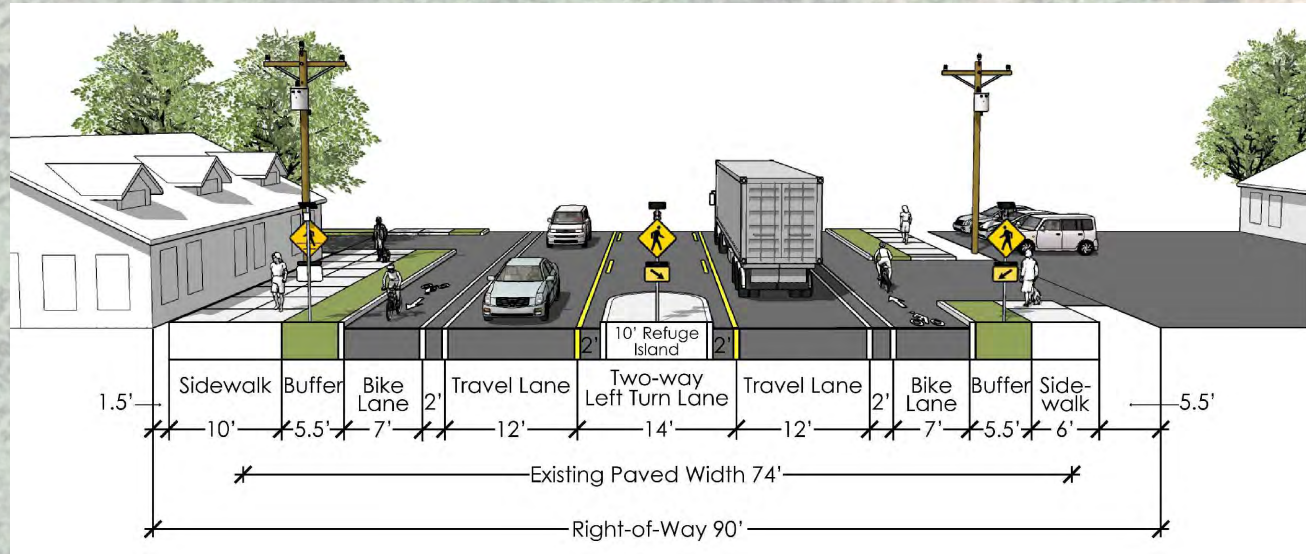 10' Refuge
Island
2'
2'
Sidewalk
Buffer
Bike
Lane
2'
Travel Lane
Two-way
Left Turn Lane
Travel Lane
2'
Bike
Lane
Buffer
Side-
walk
1.5'
10'
5.5'
7'
12'
14'
12'
7'
5.5'
6'
5.5'
Existing Paved Width 74'
Right-of-Way 90'